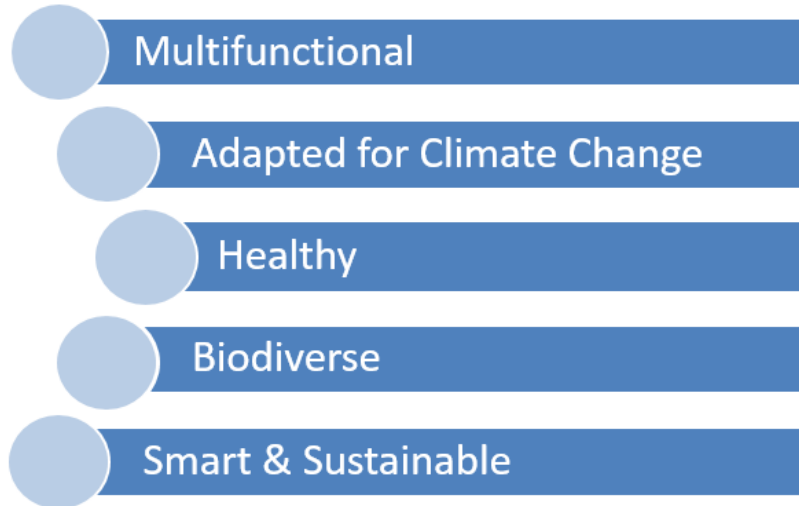 Multifunctional
Adapted for Climate Change
Healthy
Biodiverse
Smart & Sustainable